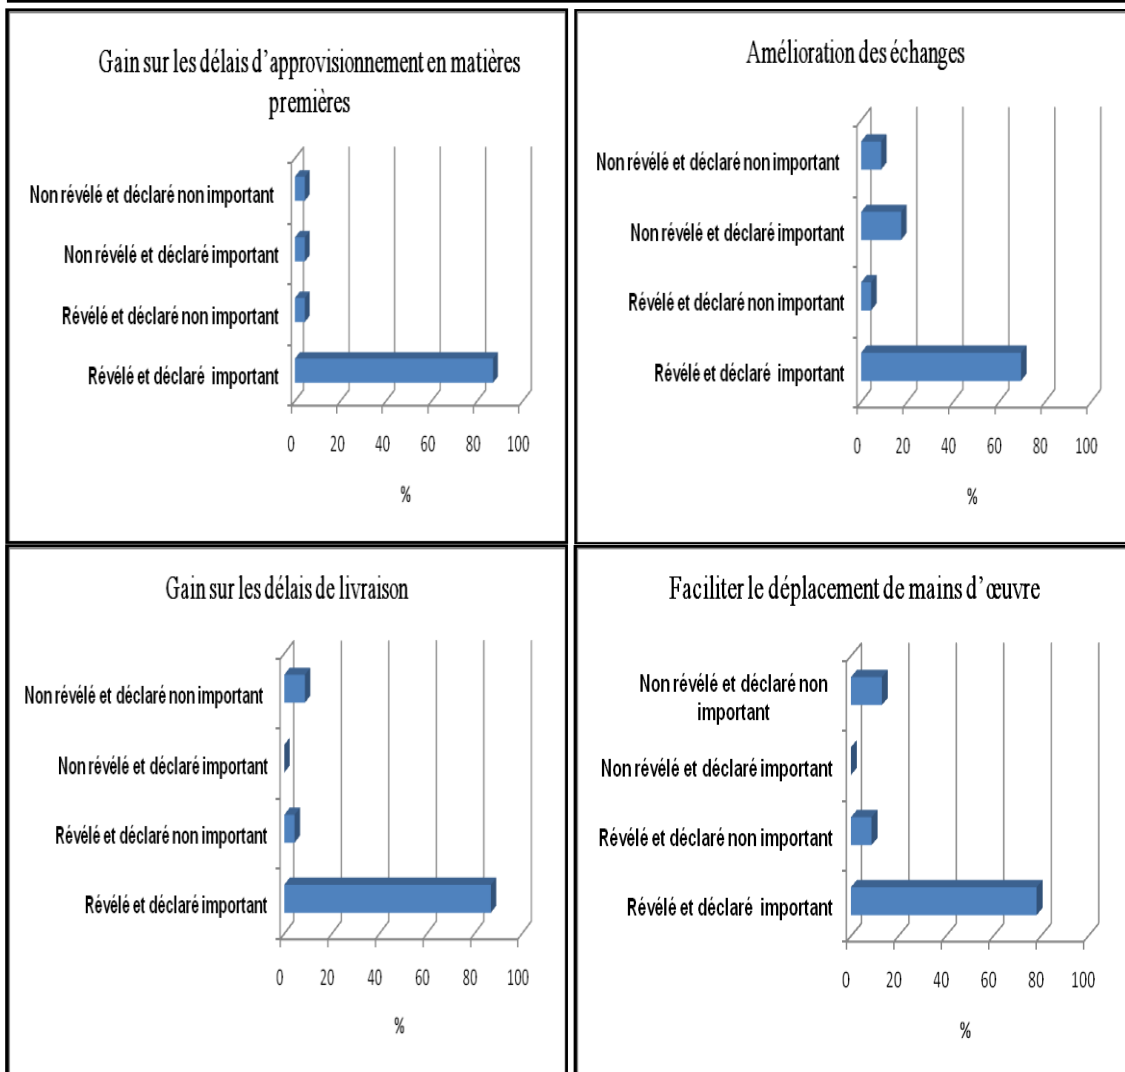 Gain sur les délais d’approvisionnement en matières
premières
Non révélé et déclaré non important
Non révélé et déclaré important
Révélé et déclaré non important
Révélé et déclaré important
0 20 40 60 80 100
%
Amélioration des échanges
Non révélé et déclaré non important
Non révélé et déclaré important
Révélé et déclaré non important
Révélé et déclaré important
0 20 40 60 80 100
%
Gain sur les délais de livraison
Non révélé et déclaré non important
Non révélé et déclaré important
Révélé et déclaré non important
Révélé et déclaré important
0 20 40 60 80 100
%
Faciliter le déplacement de mains d’œuvre
Non révélé et déclaré non
important
Non révélé et déclaré important
Révélé et déclaré non important
Révélé et déclaré important
0 20 40 60 80 100
%